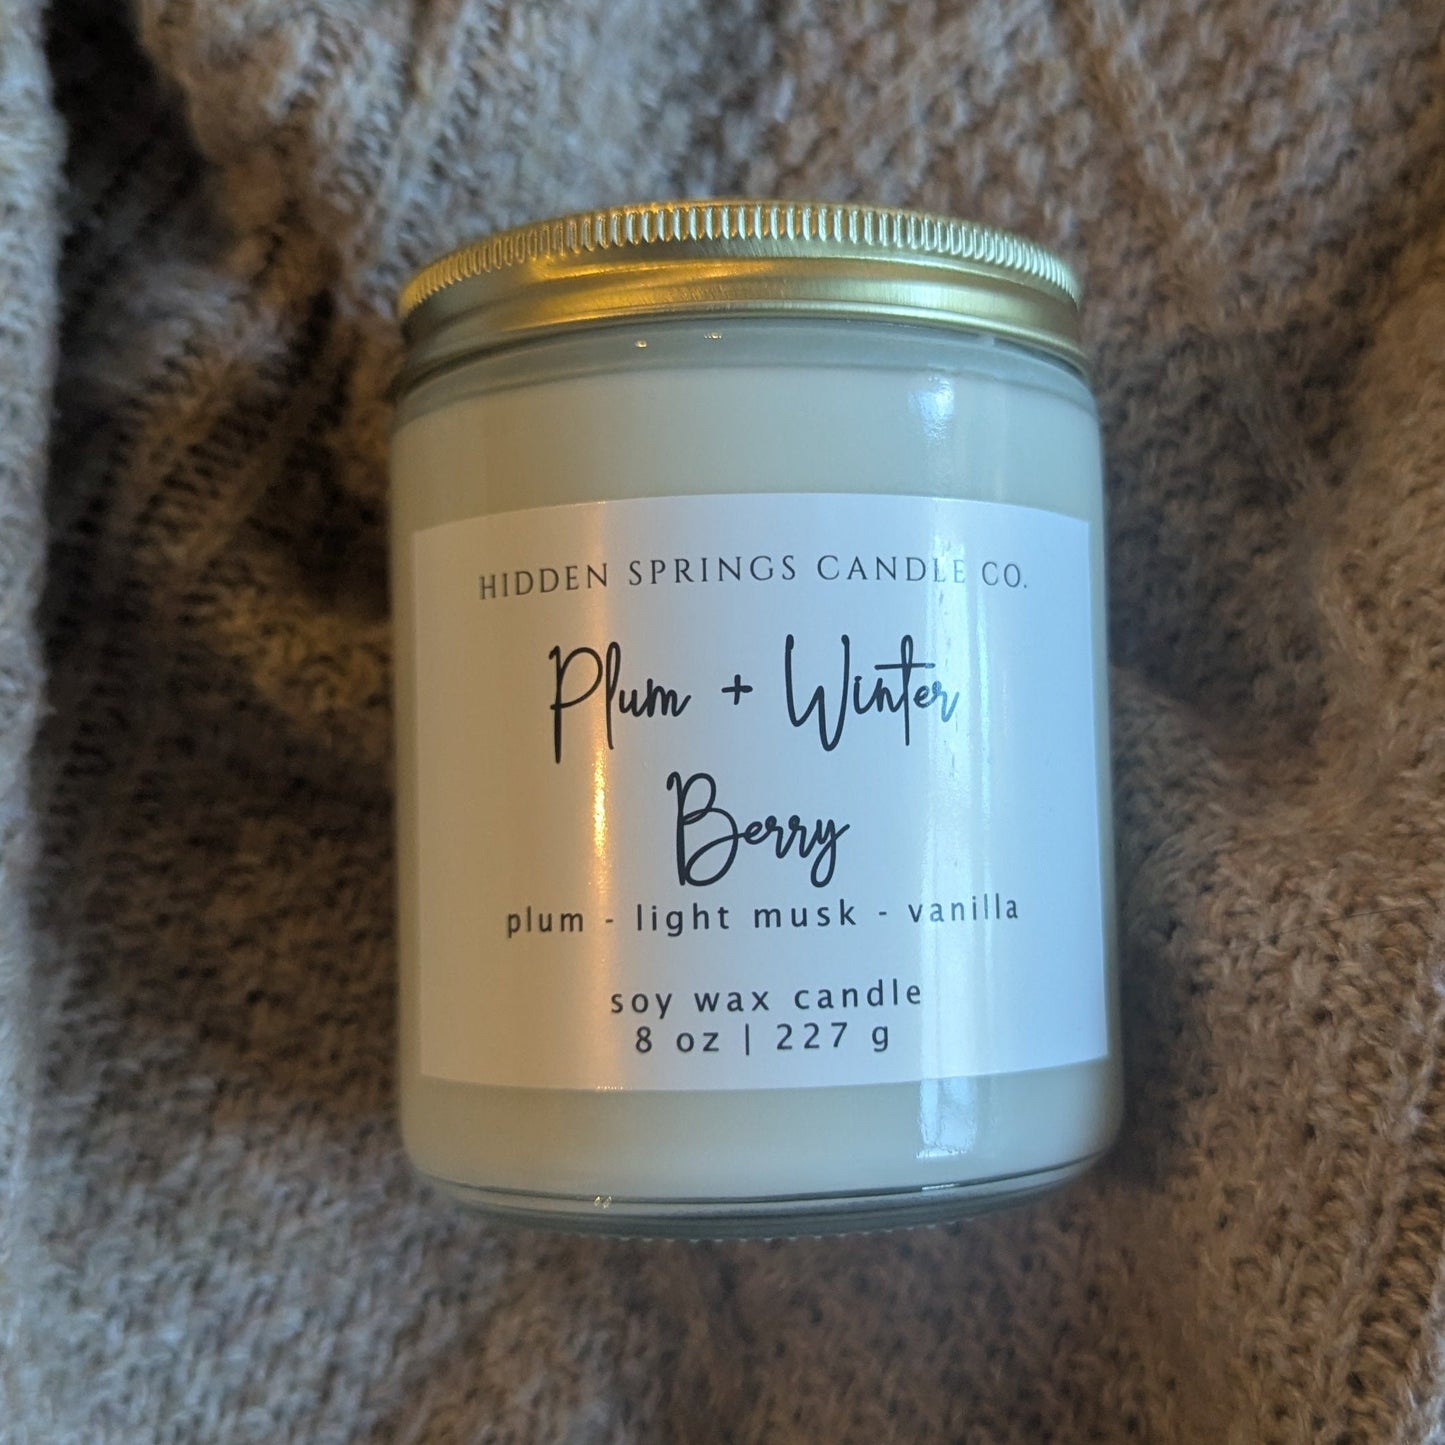 HIDDEN SPRINGS CANDLE CO.
Plum + Winter
Berry
plum - light musk - vanilla
soy wax candle
8 oz | 227 g